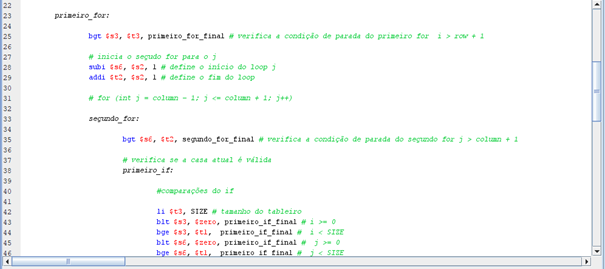 22
23 primeiro_for:
24
25 bgt $s3, $t3, primeiro_for_final # verifica a condição de parada do primeiro for i > row + 1
26
27 # inicia o segudo for para o j
28 subi $s6, $s2, 1 # define o início do loop j
29 addi $t2, $s2, 1 # define o fim do loop
30
31 # for (int j = column - 1; j <= column + 1; j++)
32
33 segundo_for:
34
35 bgt $s6, $t2, segundo_for_final # verifica a condição de parada do segundo for j > column + 1
36
37 # verifica se a casa atual é válida
38 primeiro_if:
39
40 #comparações do if
41
42 li $t3, SIZE # tamanho do tableiro
43 blt $s3, $zero, primeiro_if_final # i >= 0
44 bge $s3, $t1, primeiro_if_final # i < SIZE
45 blt $s6, $zero, primeiro_if_final # j >= 0
46 bge $s6, $t1, primeiro_if_final # j < SIZE